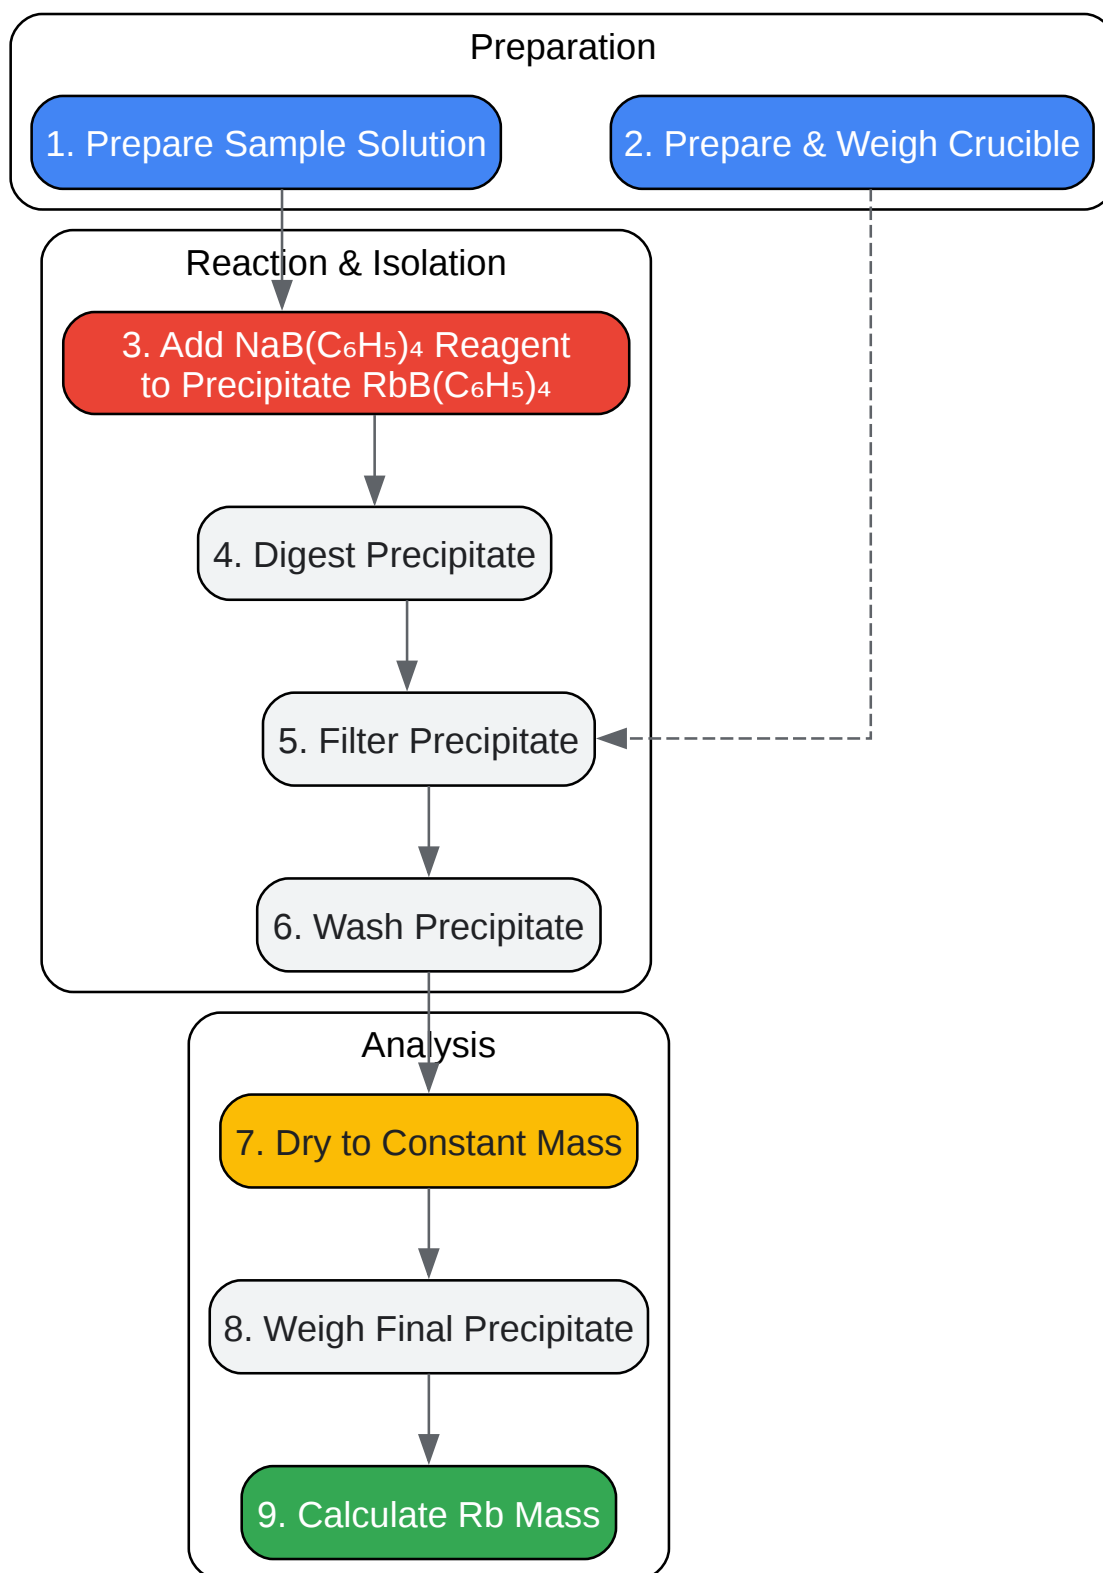 Preparation
1. Prepare Sample Solution
2. Prepare & Weigh Crucible
Reaction & Isolation
3. Add NaB(C₆H₅)₄ Reagent
to Precipitate RbB(C₆H₅)₄
4. Digest Precipitate
5. Filter Precipitate
6. Wash Precipitate
Analysis
7. Dry to Constant Mass
8. Weigh Final Precipitate
9. Calculate Rb Mass